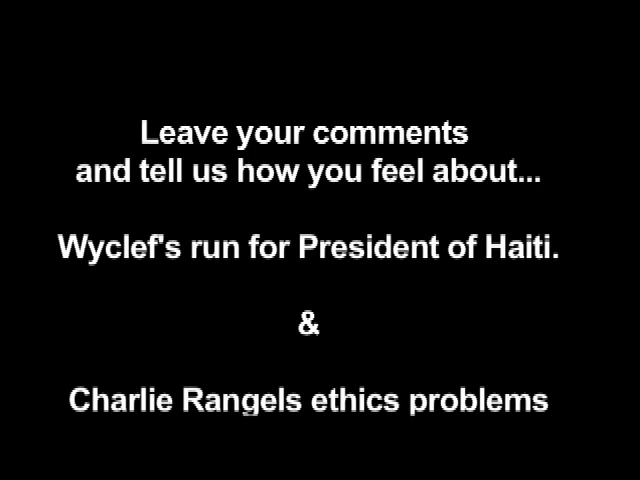 Leave your comments
and tell us how you feel about...
Wyclef's run for President of Haiti.
&
Charlie Rangels ethics problems